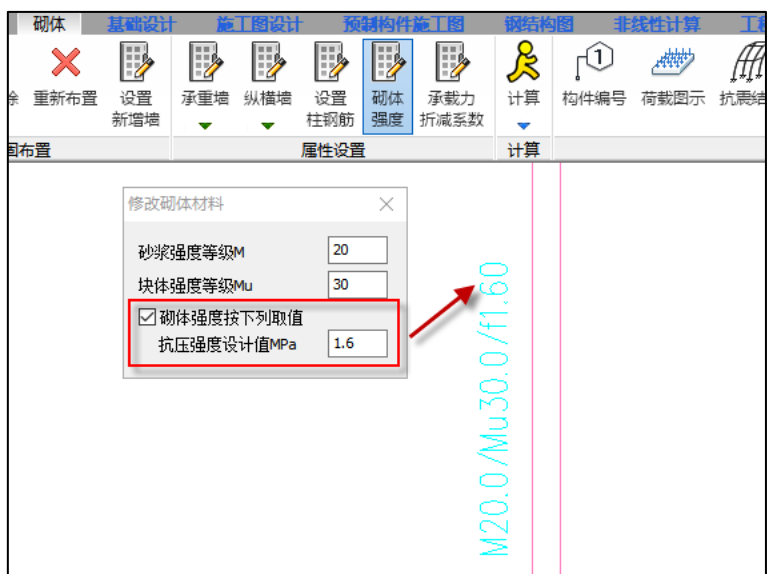 砌体 基础设计 施工图设计 预制构件施工图 钢结构图 非线性计算
重新布置 设置新增墙 承重墙 纵横墙 设置柱钢筋 砌体强度 承载力折减系数 计算 构件编号 荷载图示
1
布置 属性设置 计算
修改砌体材料
砂浆强度等级M 20
块体强度等级Mu 30
砌体强度按下列取值
抗压强度设计值MPa 1.6
M20.0/Mu30.0/f1.60